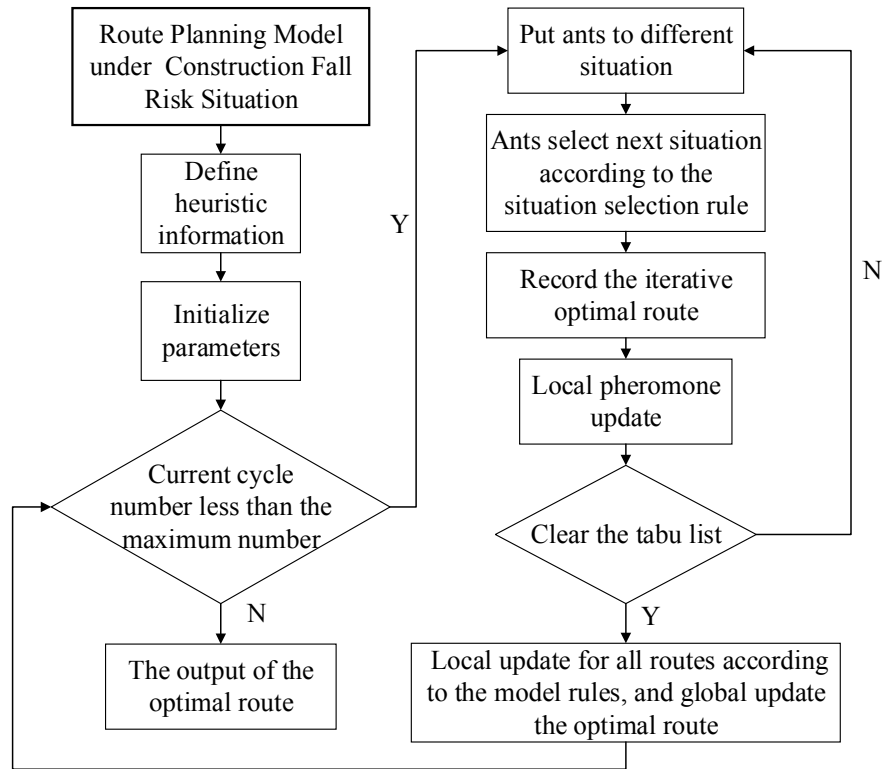 Route Planning Model
under Construction Fall
Risk Situation
Define
heuristic
information
Initialize
parameters
Current cycle
number less than the
maximum number
Y
N
The output of the
optimal route
Put ants to different
situation
Ants select next situation
according to the
situation selection rule
Record the iterative
optimal route
Local pheromone
update
Clear the tabu list
N
Y
Local update for all routes according
to the model rules, and global update
the optimal route